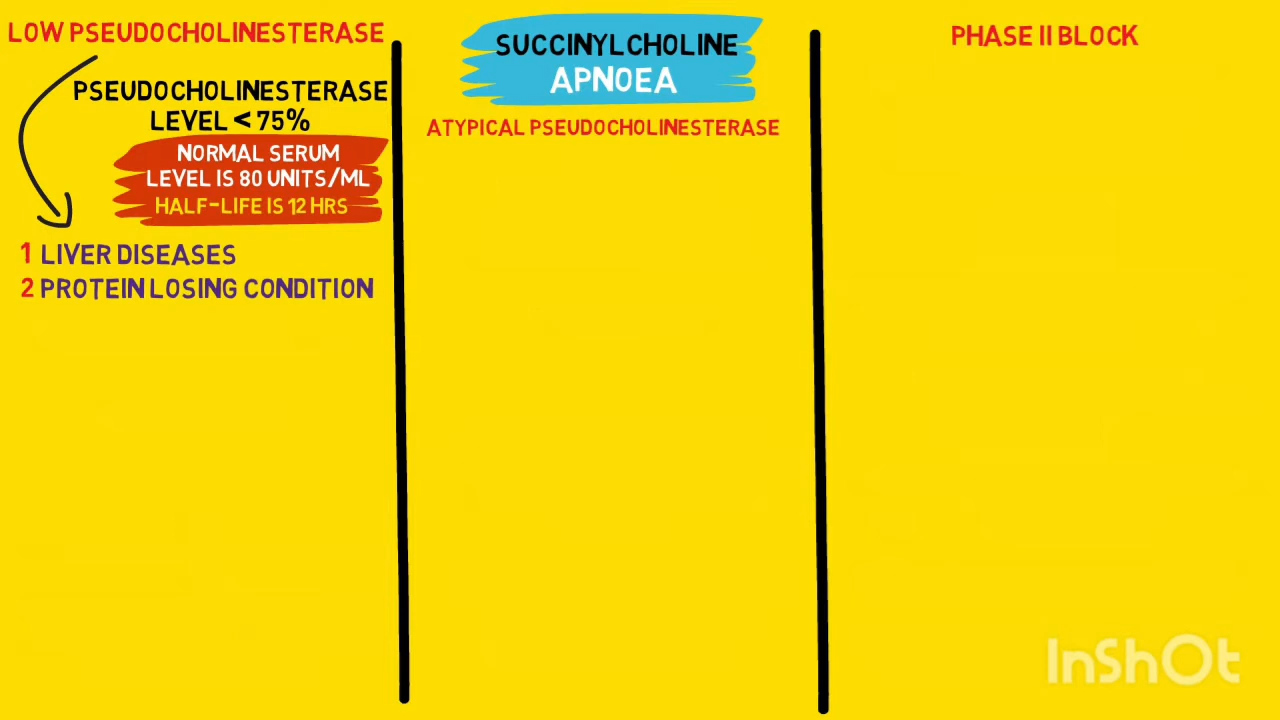 LOW PSEUDOCHOLINESTERASE
PSEUDOCHOLINESTERASE
LEVEL < 75%
NORMAL SERUM
LEVEL IS 80 UNITS/ML
HALF-LIFE IS 12 HRS
1 LIVER DISEASES
2 PROTEIN LOSING CONDITION
SUCCINYLCHOLINE
APNOEA
ATYPICAL PSEUDOCHOLINESTERASE
PHASE II BLOCK
InShOt